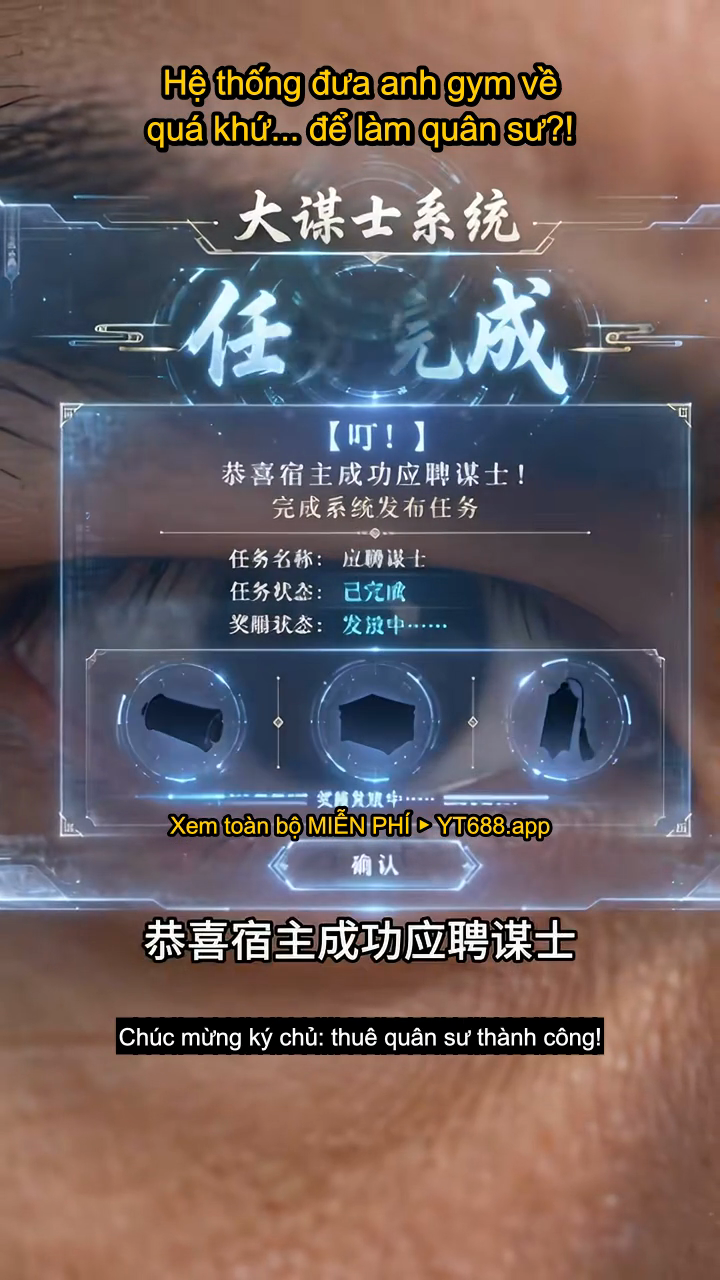 Hệ thống đưa anh gym về
quá khứ... để làm quân sư?!
大谋士系统
任 完成
【叮！】
恭喜宿主成功应聘谋士！
完成系统发布任务
任务名称： 应聘谋士
任务状态： 已完成
状态： 发 中……
中……
Xem toàn bộ MIỄN PHÍ ▸ YT688.app
确认
恭喜宿主成功应聘谋士
Chúc mừng ký chủ: thuê quân sư thành công!